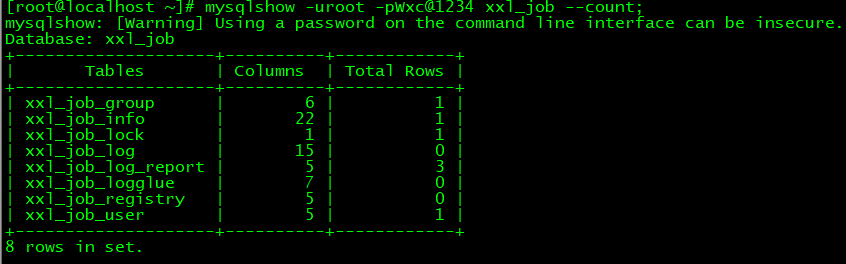 [root@localhost ~]# mysqlshow -uroot -pWxc@1234 xxl_job --count;
mysqlshow: [Warning] Using a password on the command line interface can be insecure.
Database: xxl_job
+------------------+----------+------------+
|      Tables      | Columns  | Total Rows |
+------------------+----------+------------+
| xxl_job_group    |        6 |          1 |
| xxl_job_info     |       22 |          1 |
| xxl_job_lock     |        1 |          1 |
| xxl_job_log      |       15 |          0 |
| xxl_job_log_report |      5 |          3 |
| xxl_job_logglue  |        7 |          0 |
| xxl_job_registry |        5 |          0 |
| xxl_job_user     |        5 |          1 |
+------------------+----------+------------+
8 rows in set.